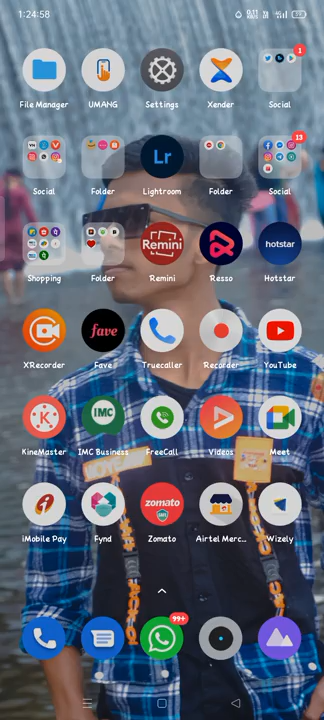 1:24:58
File Manager UMANG Settings Xender Social
1
Social Folder Lightroom Folder Social
Lr
13
Shopping Folder Remini Resso Hotstar
Remini
hotstar
XRecorder Fave Truecaller Recorder YouTube
fave
KineMaster IMC Business FreeCall Videos Meet
K
IMC
iMobile Pay Fynd Zomato Airtel Merc... Wizely
zomato
99+